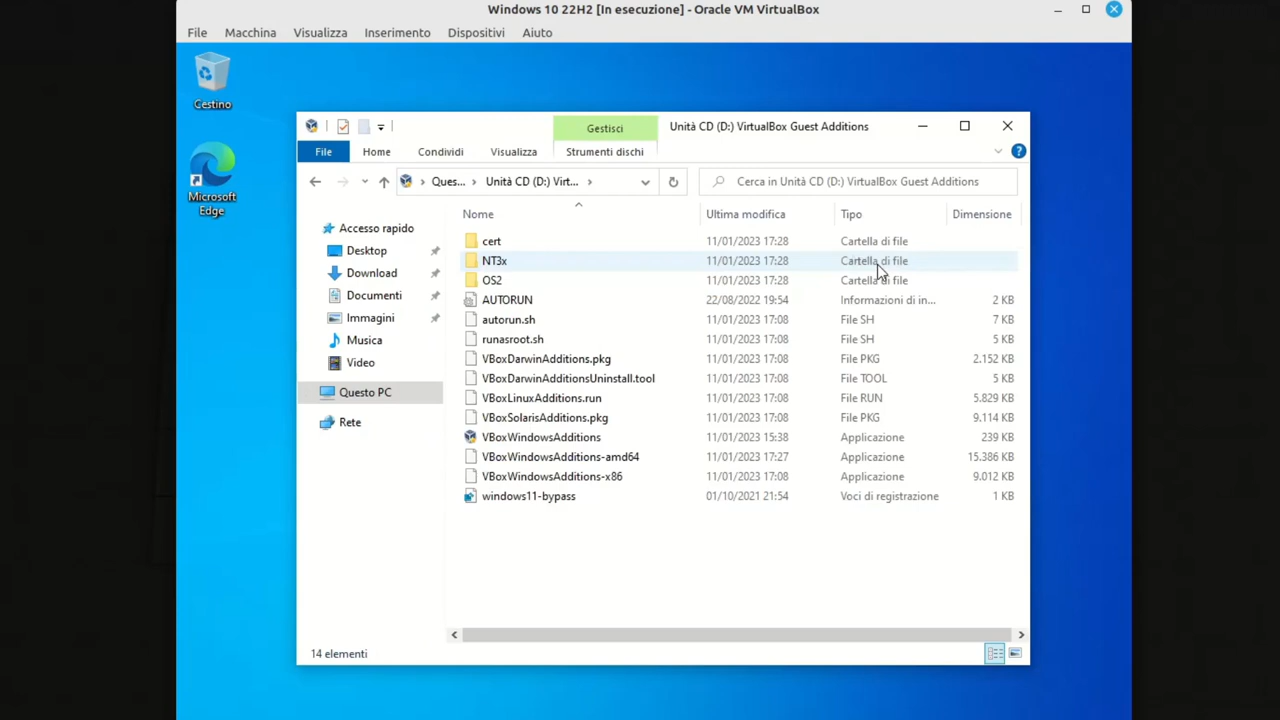 Windows 10 22H2 [In esecuzione] - Oracle VM VirtualBox
File Macchina Visualizza Inserimento Dispositivi Aiuto
Cestino
Microsoft
Edge
Gestisci Unità CD (D:) VirtualBox Guest Additions
File Home Condividi Visualizza Strumenti dischi
Ques... Unità CD (D:) Virt... Cerca in Unità CD (D:) VirtualBox Guest Additions
Accesso rapido
Desktop
Download
Documenti
Immagini
Musica
Video
Questo PC
Rete
Nome Ultima modifica Tipo Dimensione
cert 11/01/2023 17:28 Cartella di file
NT3x 11/01/2023 17:28 Cartella di file
OS2 11/01/2023 17:28 Cartella di file
AUTORUN 22/08/2022 19:54 Informazioni di in... 2 KB
autorun.sh 11/01/2023 17:08 File SH 7 KB
runasroot.sh 11/01/2023 17:08 File SH 5 KB
VBoxDarwinAdditions.pkg 11/01/2023 17:08 File PKG 2.152 KB
VBoxDarwinAdditionsUninstall.tool 11/01/2023 17:08 File TOOL 5 KB
VBoxLinuxAdditions.run 11/01/2023 17:08 File RUN 5.829 KB
VBoxSolarisAdditions.pkg 11/01/2023 17:08 File PKG 9.114 KB
VBoxWindowsAdditions 11/01/2023 15:38 Applicazione 239 KB
VBoxWindowsAdditions-amd64 11/01/2023 17:27 Applicazione 15.386 KB
VBoxWindowsAdditions-x86 11/01/2023 17:08 Applicazione 9.012 KB
windows11-bypass 01/10/2021 21:54 Voci di registrazione 1 KB
14 elementi